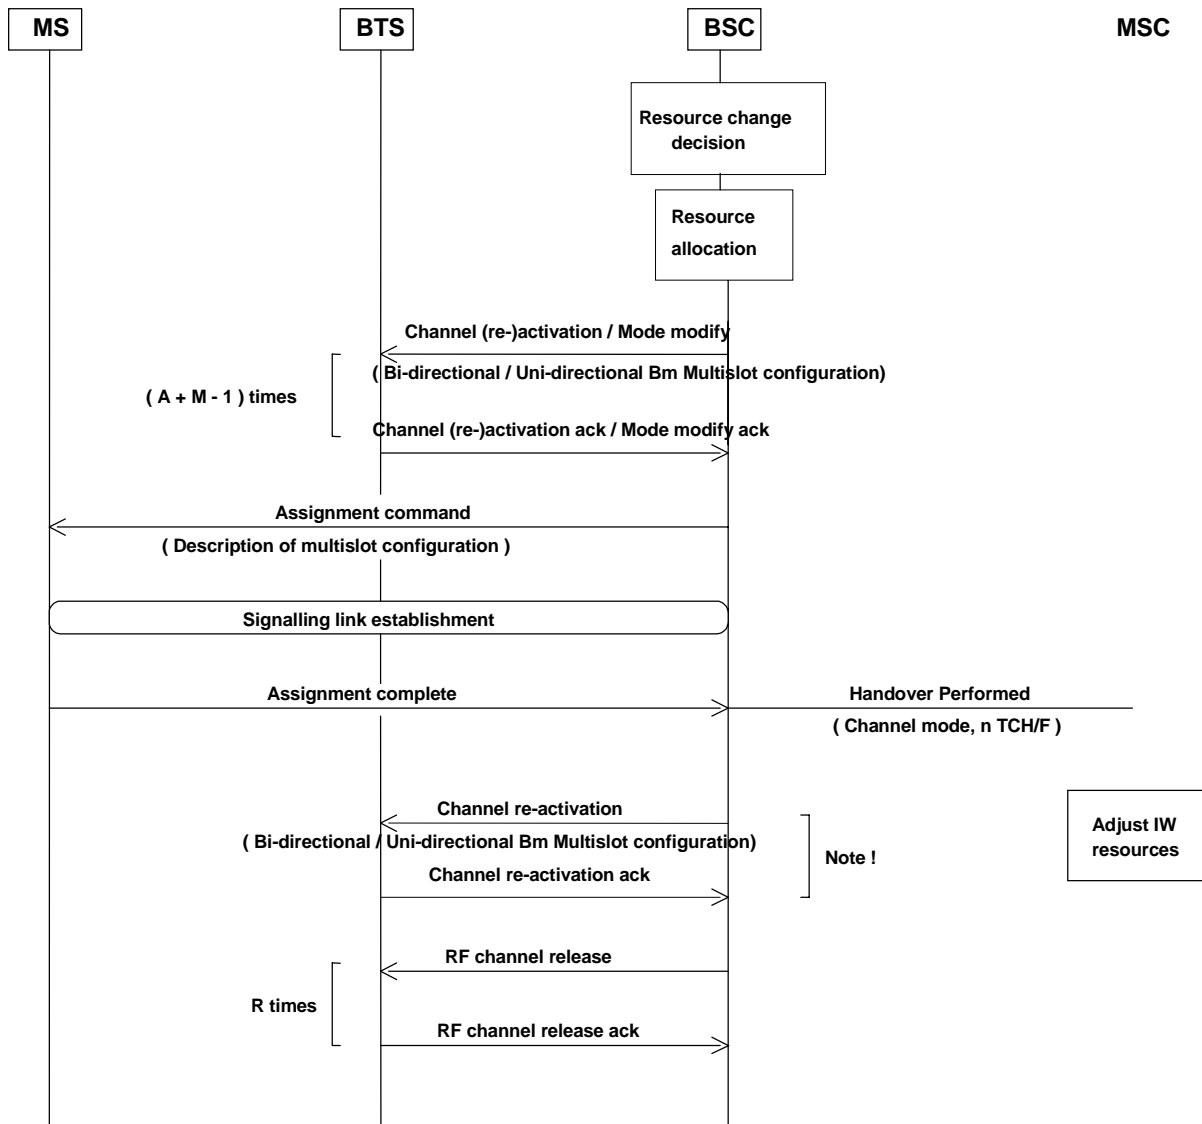 MS BTS BSC MSC
Resource change
decision
Resource
allocation
Channel (re-)activation / Mode modify
( Bi-directional / Uni-directional Bm Multislot configuration)
( A + M - 1 ) times
Channel (re-)activation ack / Mode modify ack
Assignment command
( Description of multislot configuration )
Signalling link establishment
Assignment complete
Handover Performed
( Channel mode, n TCH/F )
Channel re-activation
( Bi-directional / Uni-directional Bm Multislot configuration)
Channel re-activation ack
Note !
Adjust IW
resources
RF channel release
R times
RF channel release ack